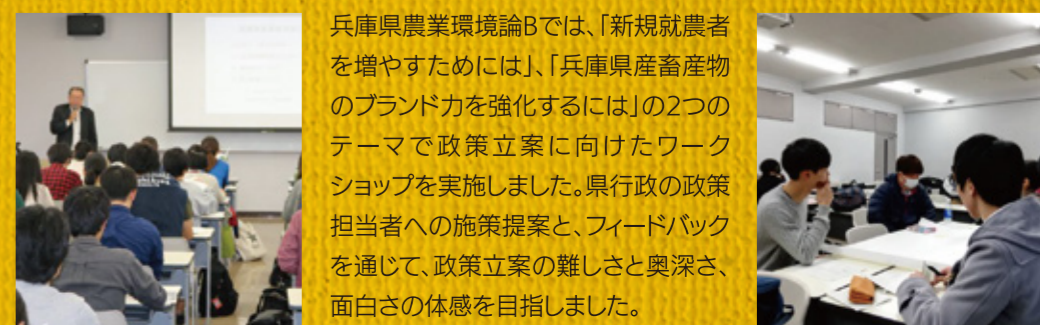 兵庫県農業環境論Bでは、「新規就農者
を増やすためには」、「兵庫県産畜産物
のブランド力を強化するには」の2つの
テーマで政策立案に向けたワーク
ショップを実施しました。県行政の政策
担当者への施策提案と、フィードバック
を通じて、政策立案の難しさと奥深さ、
面白さの体感を目指しました。